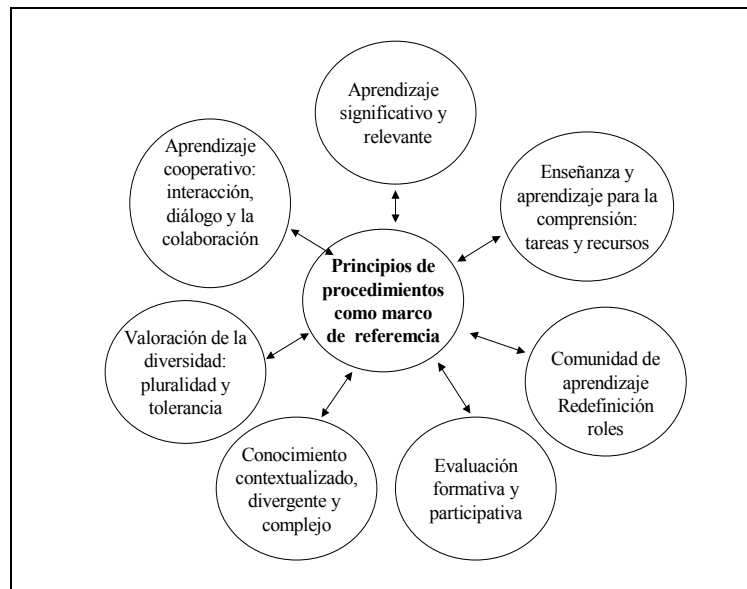 Aprendizaje
significativo y
relevante
Aprendizaje
cooperativo:
interacción,
diálogo y la
colaboración
Enseñanza y
aprendizaje para la
comprensión:
tareas y recursos
Principios de
procedimientos
como marco
de referemcia
Valoración de la
diversidad:
pluralidad y
tolerancia
Comunidad de
aprendizaje
Redefinición
roles
Conocimiento
contextualizado,
divergente y
complejo
Evaluación
formativa y
participativa